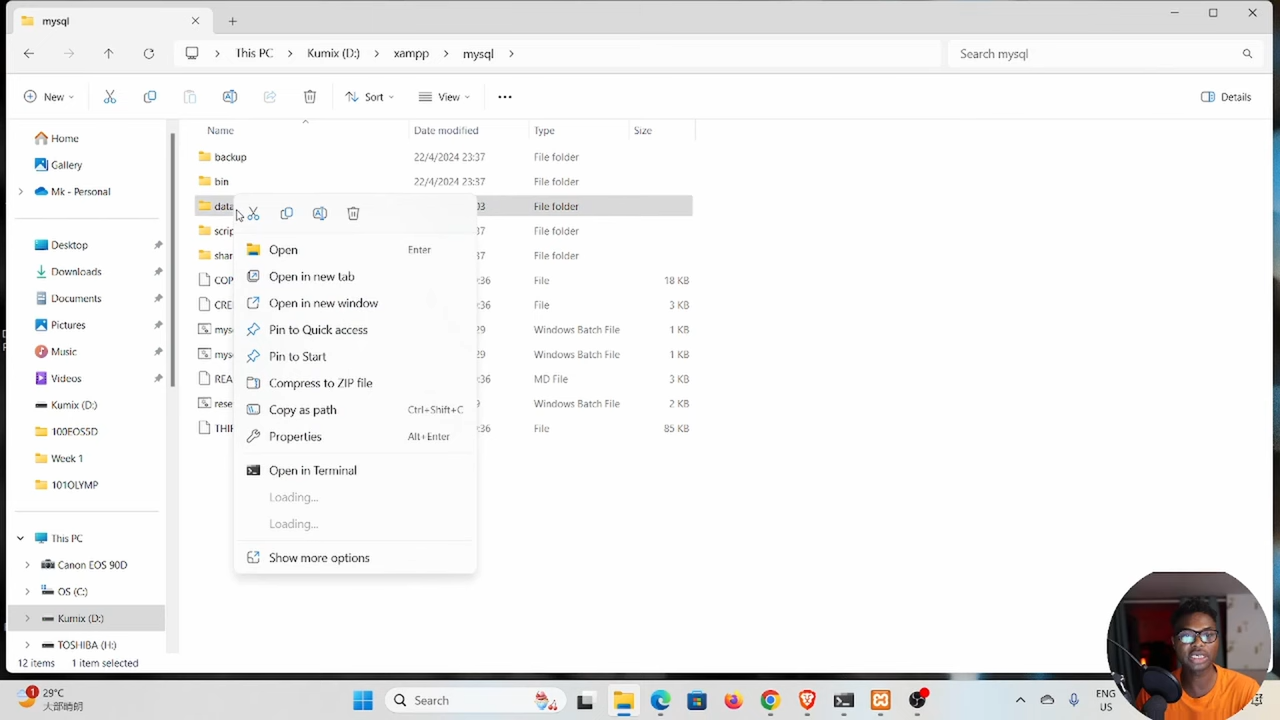 mysql
This PC
Kumix (D:)
xampp
mysql
Search mysql
New
Sort
View
Details
Name
Date modified
Type
Size
Home
Gallery
Mk - Personal
Desktop
Downloads
Documents
Pictures
Music
Videos
Kumix (D:)
100EOS5D
Week 1
101OLYMP
This PC
Canon EOS 90D
OS (C:)
Kumix (D:)
TOSHIBA (H:)
backup 22/4/2024 23:37 File folder
bin 22/4/2024 23:37 File folder
data 03 File folder
scrip 37 File folder
shar 37 File folder
COP :36 File 18 KB
CRE :36 File 3 KB
mys 29 Windows Batch File 1 KB
mys 29 Windows Batch File 1 KB
REA :36 MD File 3 KB
rese 9 Windows Batch File 2 KB
THIR :36 File 85 KB
Open Enter
Open in new tab
Open in new window
Pin to Quick access
Pin to Start
Compress to ZIP file
Copy as path Ctrl+Shift+C
Properties Alt+Enter
Open in Terminal
Loading...
Loading...
Show more options
12 items 1 item selected
1
29°C
大部晴朗
Search
ENG
US